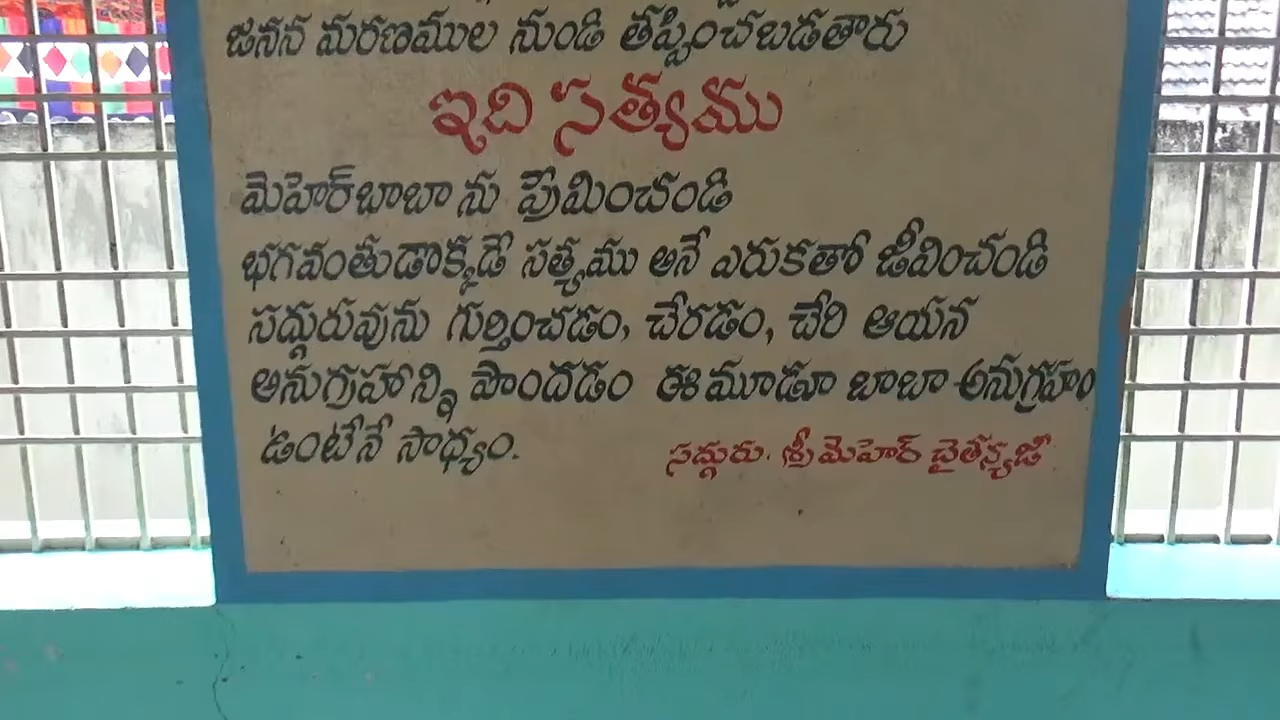 జనన మరణముల నుండి తప్పించబడతారు
ఇది సత్యము
మెహెర్‌బాబా ను ప్రేమించండి
భగవంతుడొక్కడే సత్యము అనే ఎరుకతో జీవించండి
సద్గురువును గుర్తించడం, చేరడం, చేరి ఆయన
అనుగ్రహాన్ని పొందడం ఈ మూడూ బాబా అనుగ్రహం
ఉంటేనే సాధ్యం.
సద్గురు. శ్రీ మెహెర్ చైతన్యజీ